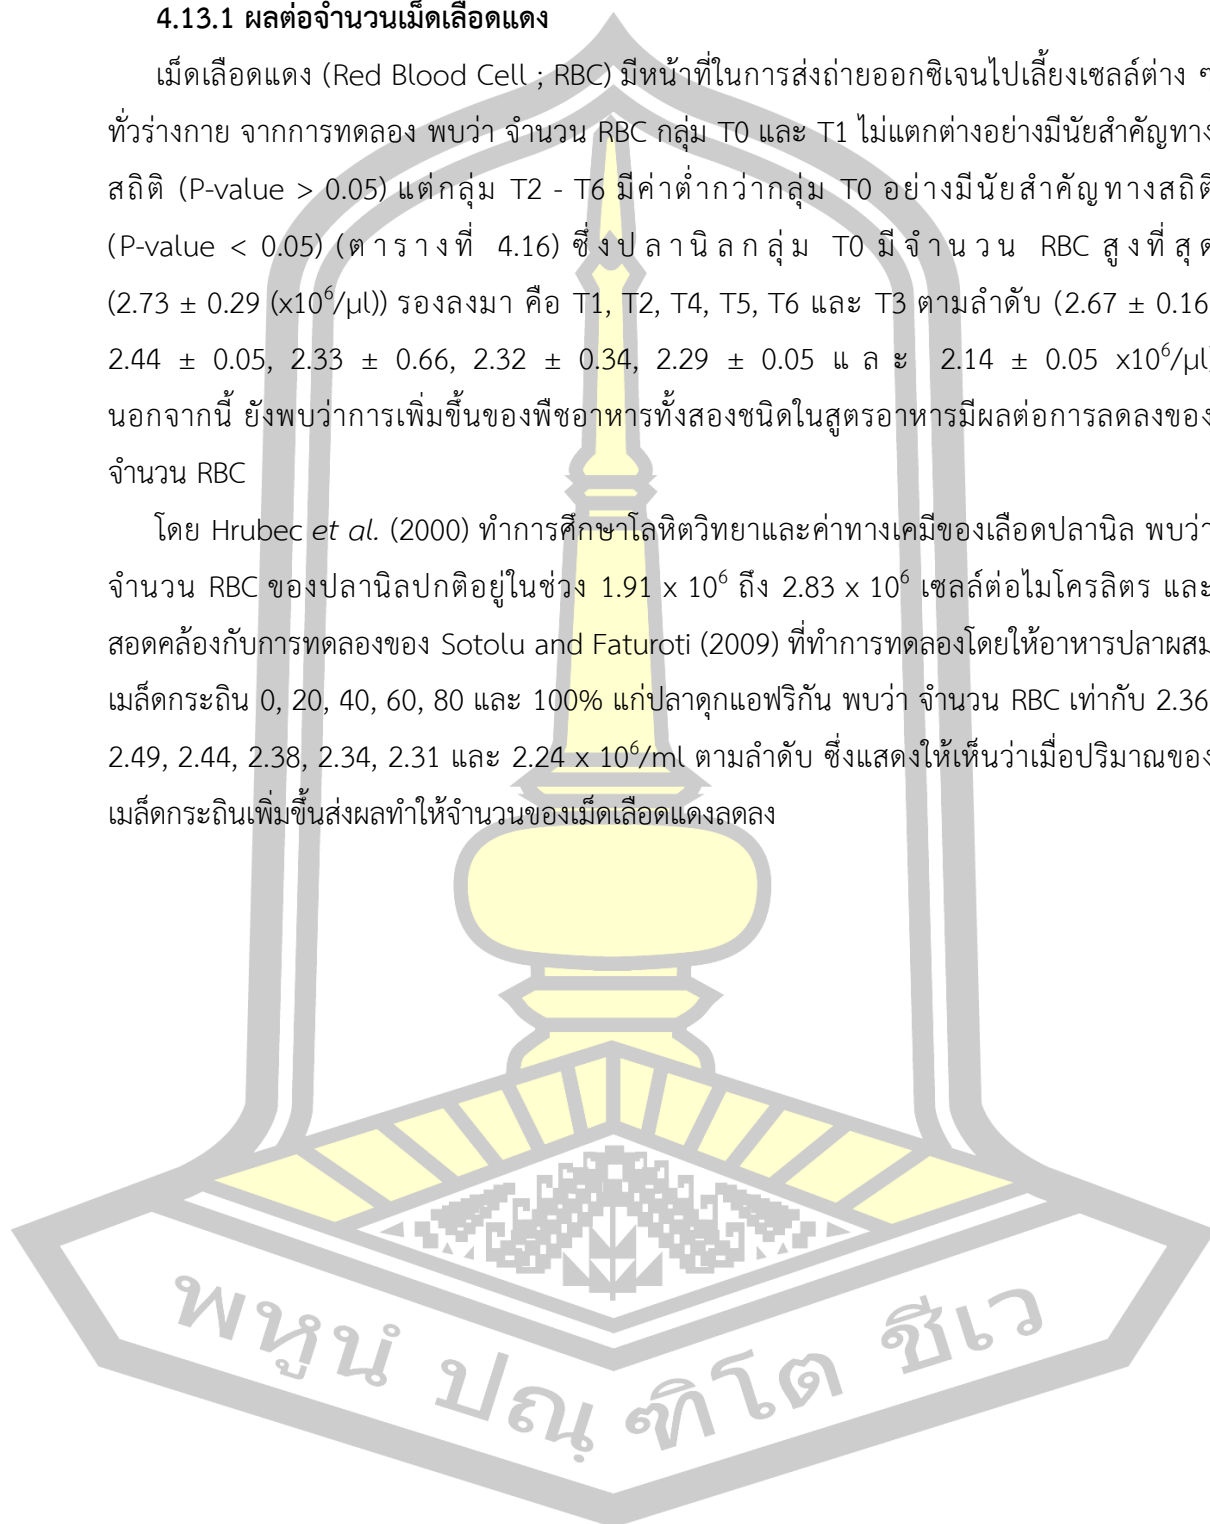 4.13.1 ผลต่อจำนวนเม็ดเลือดแดง
เม็ดเลือดแดง (Red Blood Cell ; RBC) มีหน้าที่ในการส่งถ่ายออกซิเจนไปเลี้ยงเซลล์ต่าง ๆ
ทั่วร่างกาย จากการทดลอง พบว่า จำนวน RBC กลุ่ม T0 และ T1 ไม่แตกต่างอย่างมีนัยสำคัญทาง
สถิติ (P-value > 0.05) แต่กลุ่ม T2 - T6 มีค่าต่ำกว่ากลุ่ม T0 อย่างมีนัยสำคัญทางสถิติ
(P-value < 0.05) (ตารางที่ 4.16) ซึ่งปลานิลกลุ่ม T0 มีจำนวน RBC สูงที่สุด
(2.73 ± 0.29 (x10⁶/µl)) รองลงมา คือ T1, T2, T4, T5, T6 และ T3 ตามลำดับ (2.67 ± 0.16
2.44 ± 0.05, 2.33 ± 0.66, 2.32 ± 0.34, 2.29 ± 0.05 และ 2.14 ± 0.05 x10⁶/µl)
นอกจากนี้ ยังพบว่าการเพิ่มขึ้นของพืชอาหารทั้งสองชนิดในสูตรอาหารมีผลต่อการลดลงของ
จำนวน RBC
โดย Hrubec et al. (2000) ทำการศึกษาโลหิตวิทยาและค่าทางเคมีของเลือดปลานิล พบว่า
จำนวน RBC ของปลานิลปกติอยู่ในช่วง 1.91 x 10⁶ ถึง 2.83 x 10⁶ เซลล์ต่อไมโครลิตร และ
สอดคล้องกับการทดลองของ Sotolu and Faturoti (2009) ที่ทำการทดลองโดยให้อาหารปลาผสม
เมล็ดกระถิน 0, 20, 40, 60, 80 และ 100% แก่ปลาดุกแอฟริกัน พบว่า จำนวน RBC เท่ากับ 2.36
2.49, 2.44, 2.38, 2.34, 2.31 และ 2.24 x 10⁶/ml ตามลำดับ ซึ่งแสดงให้เห็นว่าเมื่อปริมาณของ
เมล็ดกระถินเพิ่มขึ้นส่งผลทำให้จำนวนของเม็ดเลือดแดงลดลง
พหูนํ ปณฺฑิโต ชีเว